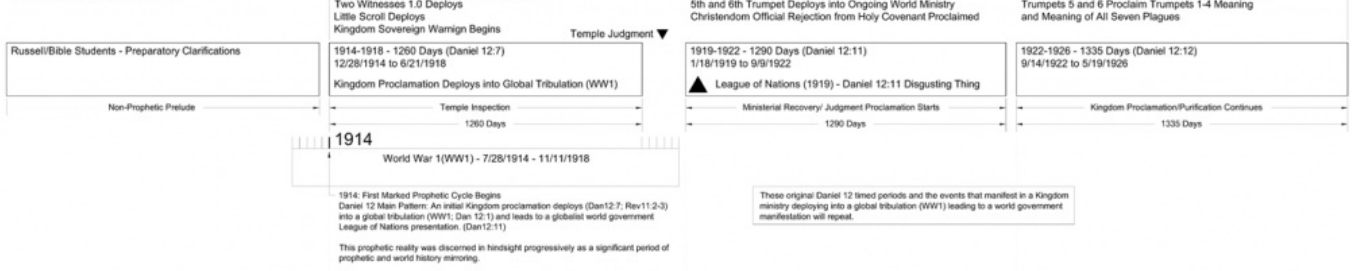 Two Witnesses 1.0 Deploys
Little Scroll Deploys
Kingdom Sovereign Warnign Begins
Temple Judgment
5th and 6th Trumpet Deploys into Ongoing World Ministry
Christendom Official Rejection from Holy Covenant Proclaimed
Trumpets 5 and 6 Proclaim Trumpets 1-4 Meaning
and Meaning of All Seven Plagues
Russell/Bible Students - Preparatory Clarifications
1914-1918 - 1260 Days (Daniel 12:7)
12/28/1914 to 6/21/1918
Kingdom Proclamation Deploys into Global Tribulation (WW1)
1919-1922 - 1290 Days (Daniel 12:11)
1/18/1919 to 9/9/1922
League of Nations (1919) - Daniel 12:11 Disgusting Thing
1922-1926 - 1335 Days (Daniel 12:12)
9/14/1922 to 5/19/1926
Non-Prophetic Prelude
Temple Inspection
Ministerial Recovery/ Judgment Proclamation Starts
Kingdom Proclamation/Purification Continues
1260 Days
1290 Days
1335 Days
1914
World War 1(WW1) - 7/28/1914 - 11/11/1918
1914: First Marked Prophetic Cycle Begins
Daniel 12 Main Pattern: An initial Kingdom proclamation deploys (Dan12:7; Rev11:2-3)
into a global tribulation (WW1; Dan 12:1) and leads to a globalist world government
League of Nations presentation. (Dan12:11)
This prophetic reality was discerned in hindsight progressively as a significant period of
prophetic and world history mirroring.
These original Daniel 12 timed periods and the events that manifest in a Kingdom
ministry deploying into a global tribulation (WW1) leading to a world government
manifestation will repeat.